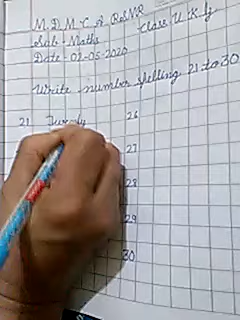 M.D.M.C.A. RSNR
Class U.K.G
Sub - Maths
Date - 02-05-2020
Write number spelling 21 to 30
21 Twenty
26
27
28
29
30